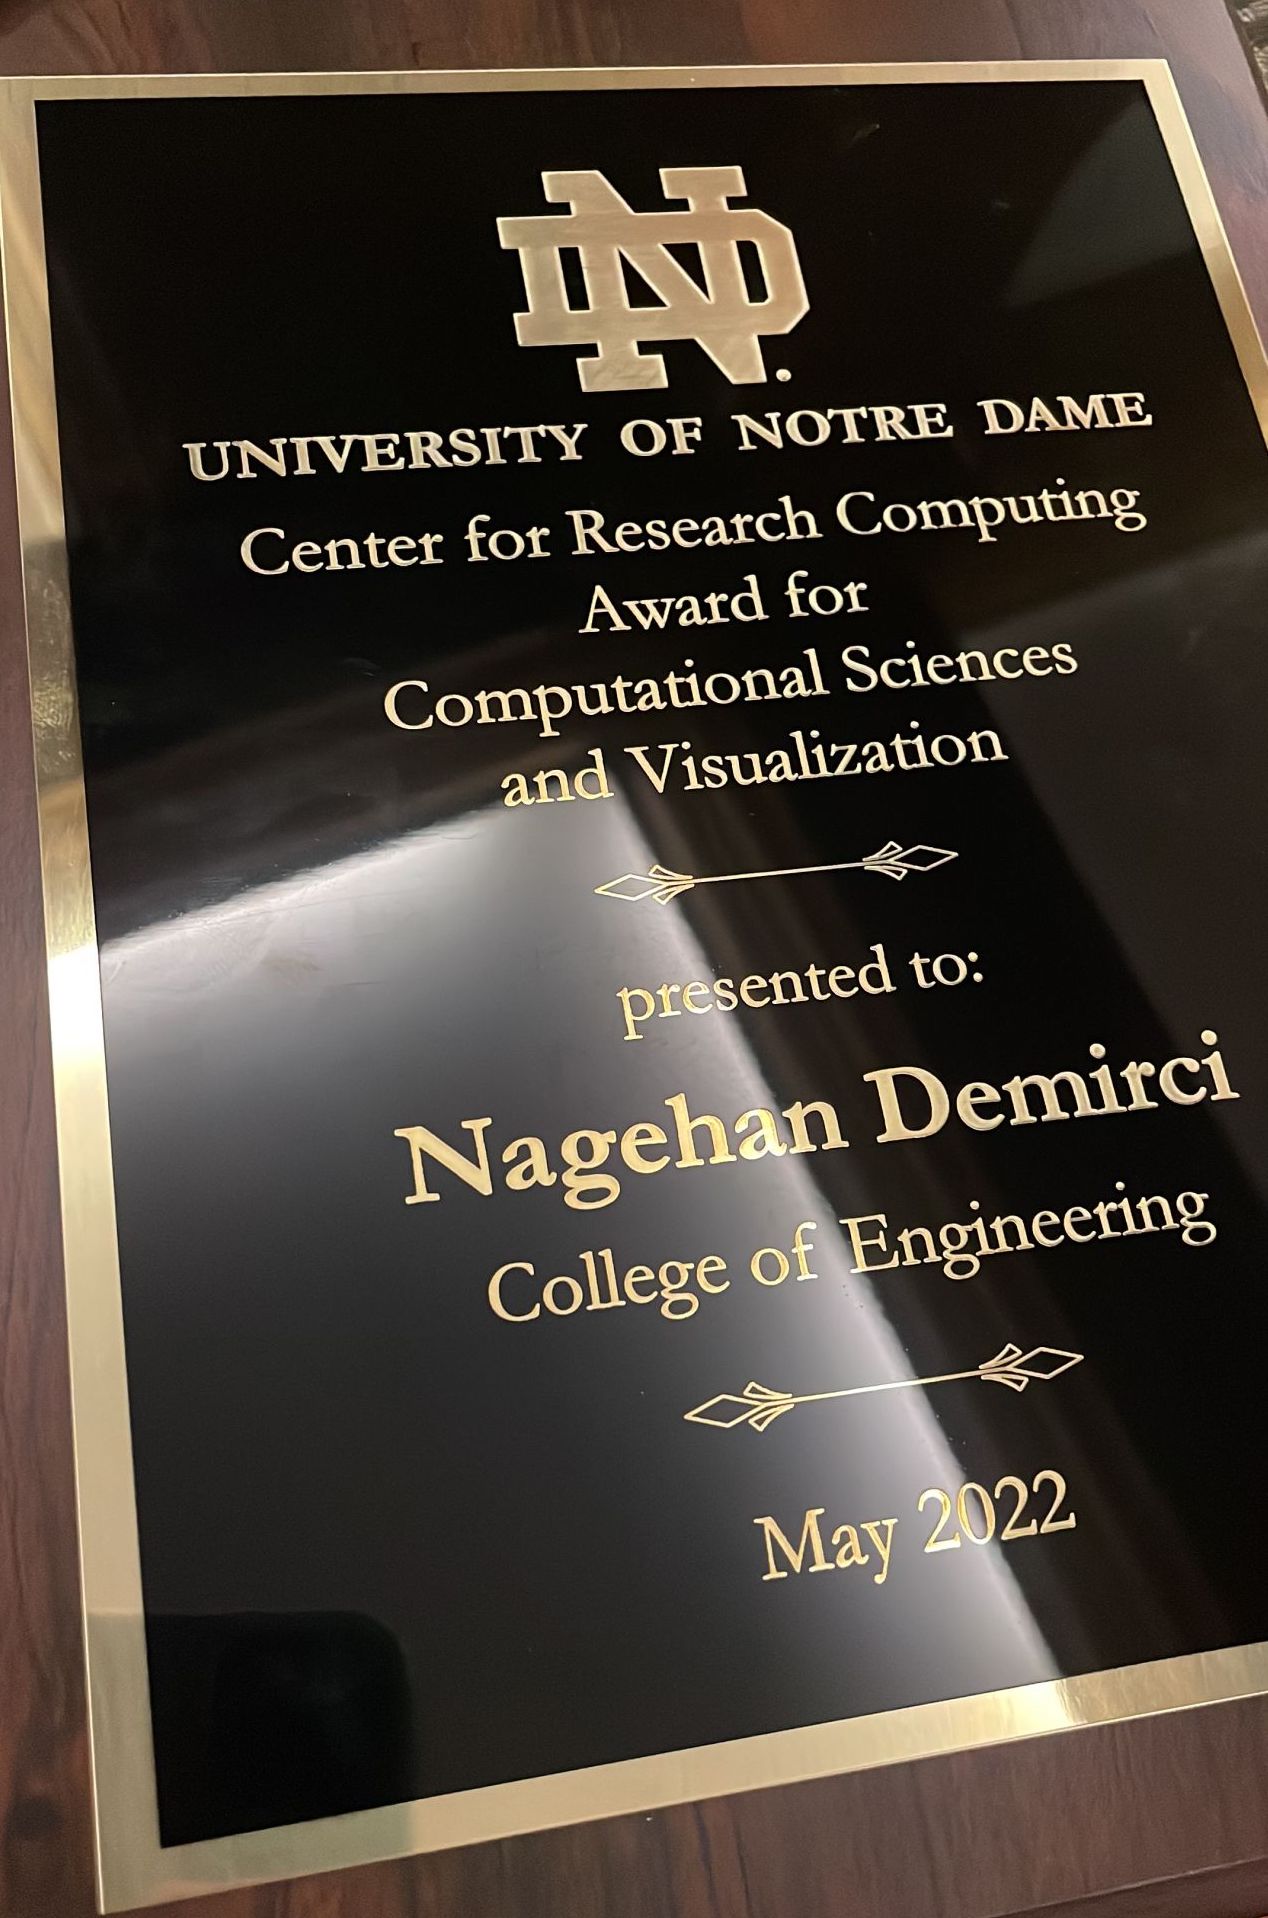 ND
UNIVERSITY OF NOTRE DAME
Center for Research Computing
Award for
Computational Sciences
and Visualization
presented to:
Nagehan Demirci
College of Engineering
May 2022